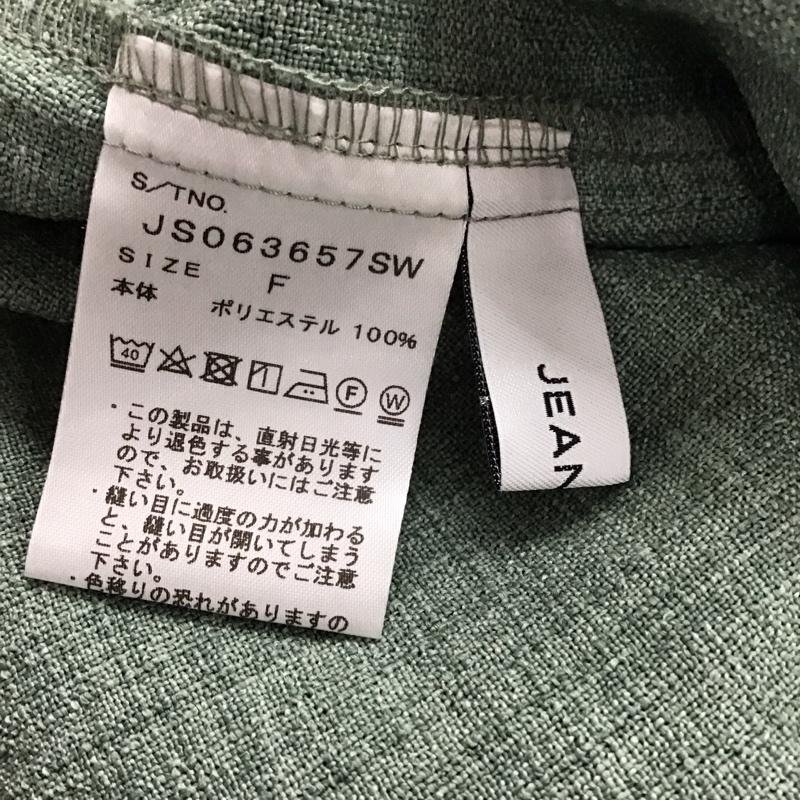 S/TNO.
JS063657SW
SIZE F
本体 ポリエステル 100%
40 F W
・この製品は、直射日光等に
より退色する事があります
ので、お取扱いにはご注意
下さい。
・縫い目に過度の力が加わる
と、縫い目が開いてしまう
ことがありますのでご注意
下さい。
・色移りの恐れがありますの
JEAN